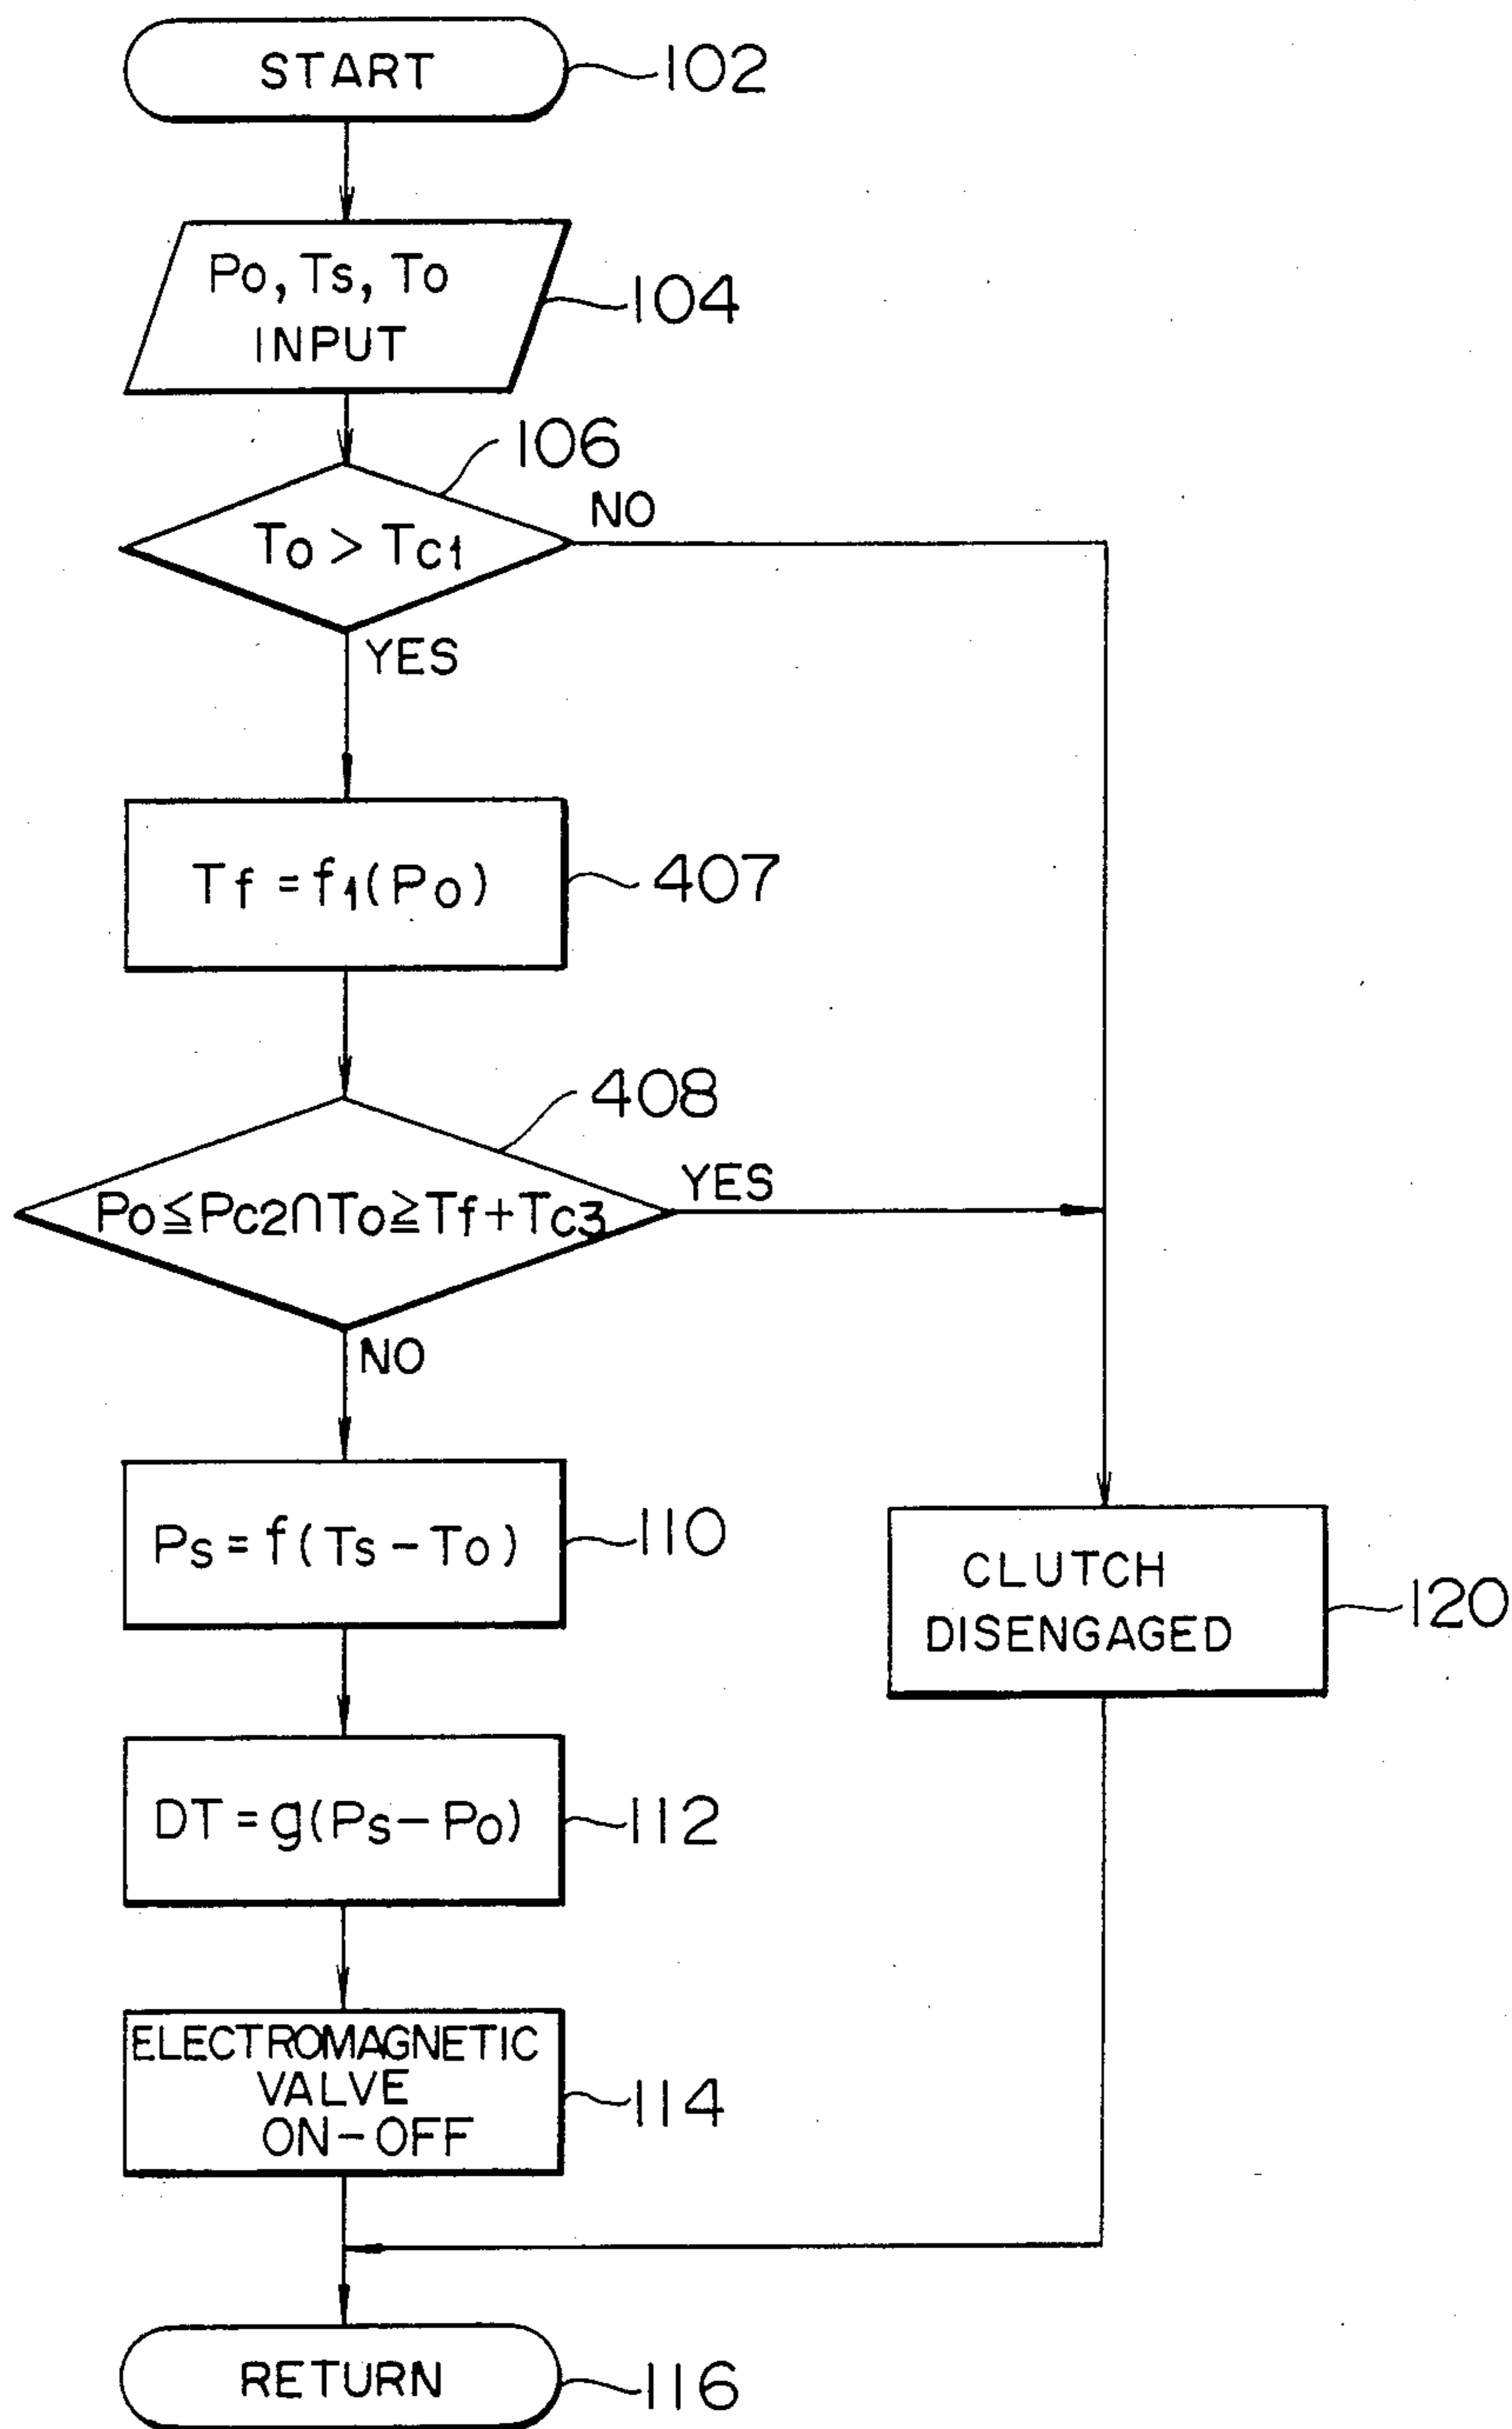 START
102
Po, Ts, To
INPUT
104
106
To > Tc1
NO
YES
Tf = f1(Po)
407
408
Po≦Pc2∩To≧Tf+Tc3
YES
NO
Ps = f(Ts - To)
110
CLUTCH
DISENGAGED
120
DT = g(Ps - Po)
112
ELECTROMAGNETIC
VALVE
ON-OFF
114
RETURN
116